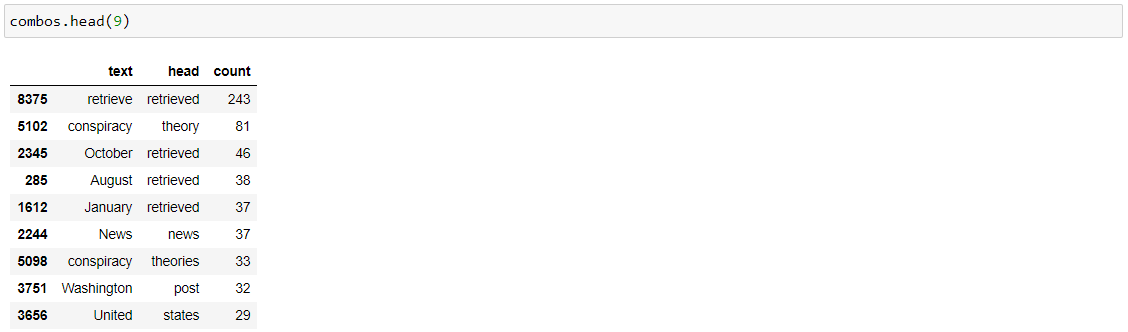 combos.head(9)
text head count
8375 retrieve retrieved 243
5102 conspiracy theory 81
2345 October retrieved 46
285 August retrieved 38
1612 January retrieved 37
2244 News news 37
5098 conspiracy theories 33
3751 Washington post 32
3656 United states 29